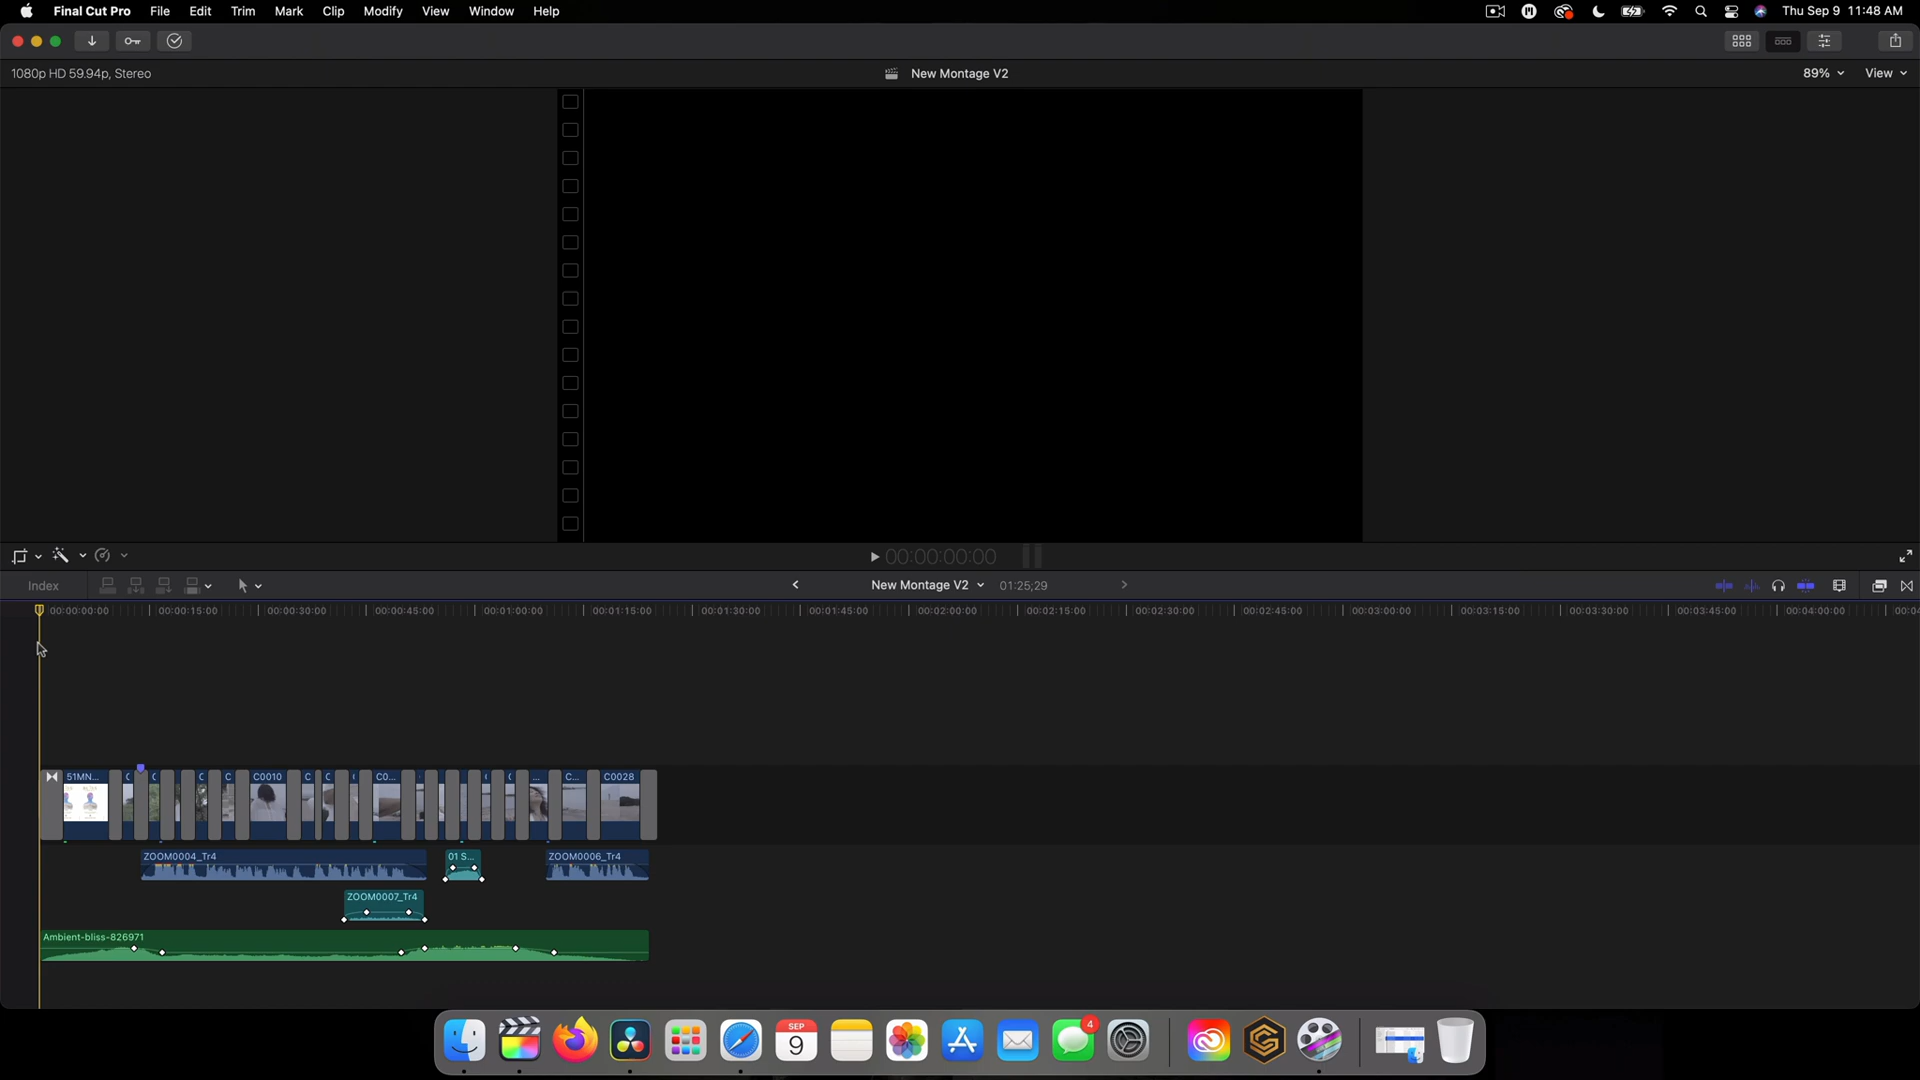 Final Cut Pro File Edit Trim Mark Clip Modify View Window Help Thu Sep 9 11:48 AM
1080p HD 59.94p, Stereo New Montage V2 89% View
00:00:00:00
Index New Montage V2 01:25;29
00:00:00:00 00:00:15:00 00:00:30:00 00:00:45:00 00:01:00:00 00:01:15:00 00:01:30:00 00:01:45:00 00:02:00:00 00:02:15:00 00:02:30:00 00:02:45:00 00:03:00:00 00:03:15:00 00:03:30:00 00:03:45:00 00:04:00:00 00:04
51MN... C C C C C0010 C C C0... ... C... C0028
ZOOM0004_Tr4 01 S... ZOOM0006_Tr4
ZOOM0007_Tr4
Ambient-bliss-826971
SEP 4
9